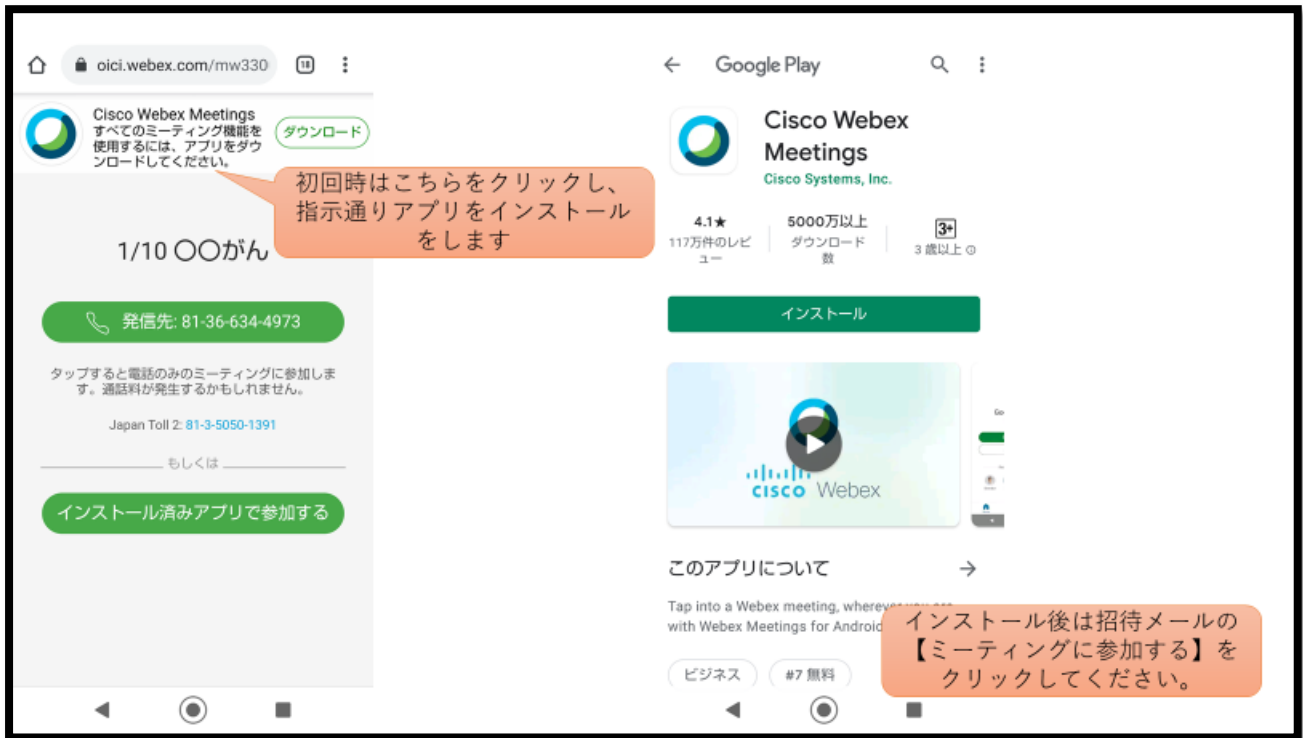 oici.webex.com/mw330
18
Cisco Webex Meetings
すべてのミーティング機能を
使用するには、アプリをダウ
ンロードしてください。
ダウンロード
初回時はこちらをクリックし、
指示通りアプリをインストール
をします
1/10 〇〇がん
発信先: 81-36-634-4973
タップすると電話のみのミーティングに参加しま
す。通話料が発生するかもしれません。
Japan Toll 2: 81-3-5050-1391
もしくは
インストール済みアプリで参加する
Google Play
Cisco Webex
Meetings
Cisco Systems, Inc.
4.1★
117万件のレビ
ュー
5000万以上
ダウンロード
数
3+
3 歳以上
インストール
CISCO Webex
Go
このアプリについて
Tap into a Webex meeting, wherever
with Webex Meetings for Android
インストール後は招待メールの
【ミーティングに参加する】を
クリックしてください。
ビジネス
#7 無料